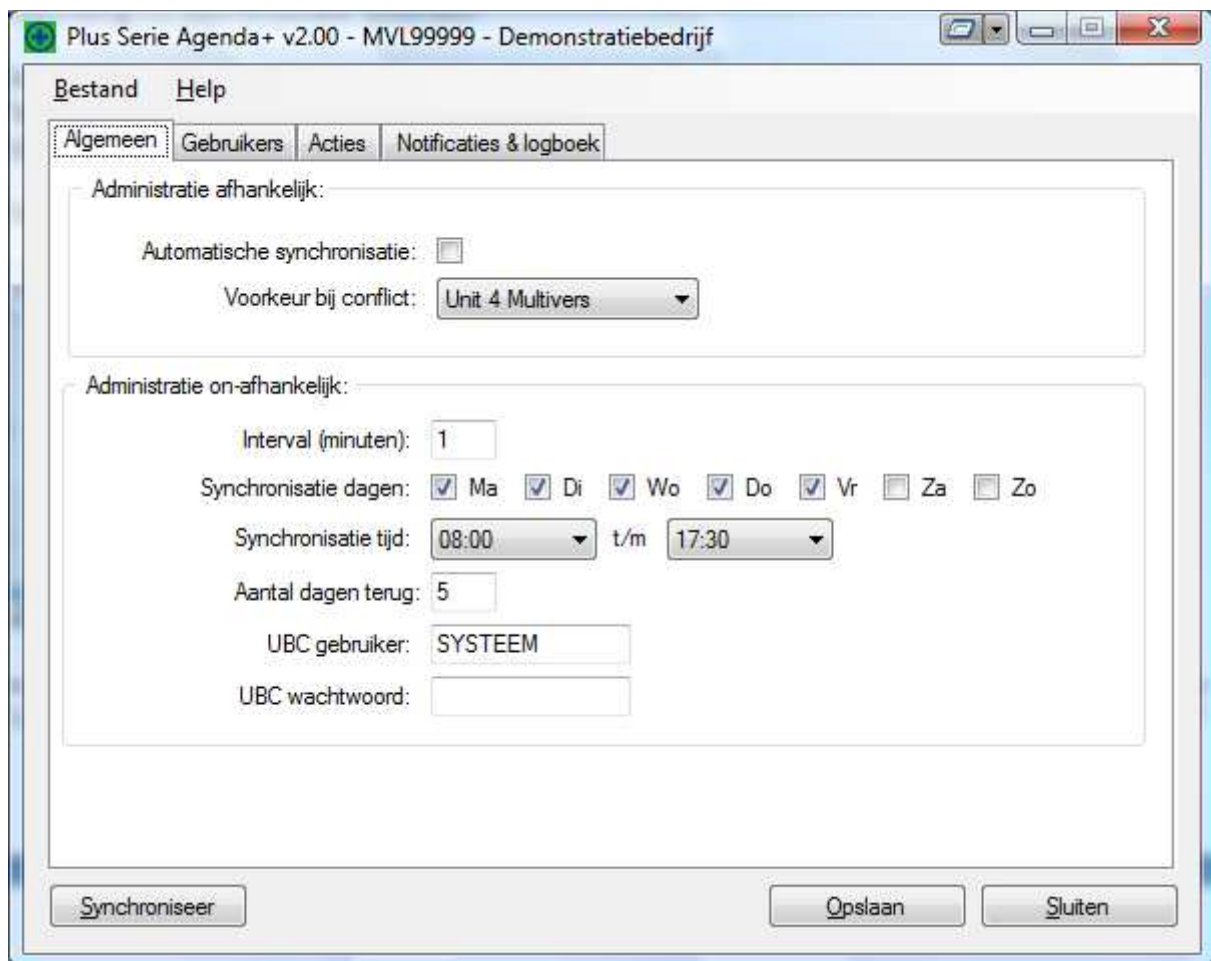 Plus Serie Agenda+ v2.00 - MVL99999 - Demonstratiebedrijf
Bestand Help
Algemeen Gebruikers Acties Notificaties & logboek
Administratie afhankelijk:
Automatische synchronisatie:
Voorkeur bij conflict: Unit 4 Multivers
Administratie on-afhankelijk:
Interval (minuten): 1
Synchronisatie dagen: Ma Di Wo Do Vr Za Zo
Synchronisatie tijd: 08:00 t/m 17:30
Aantal dagen terug: 5
UBC gebruiker: SYSTEEM
UBC wachtwoord:
Synchroniseer Opslaan Sluiten